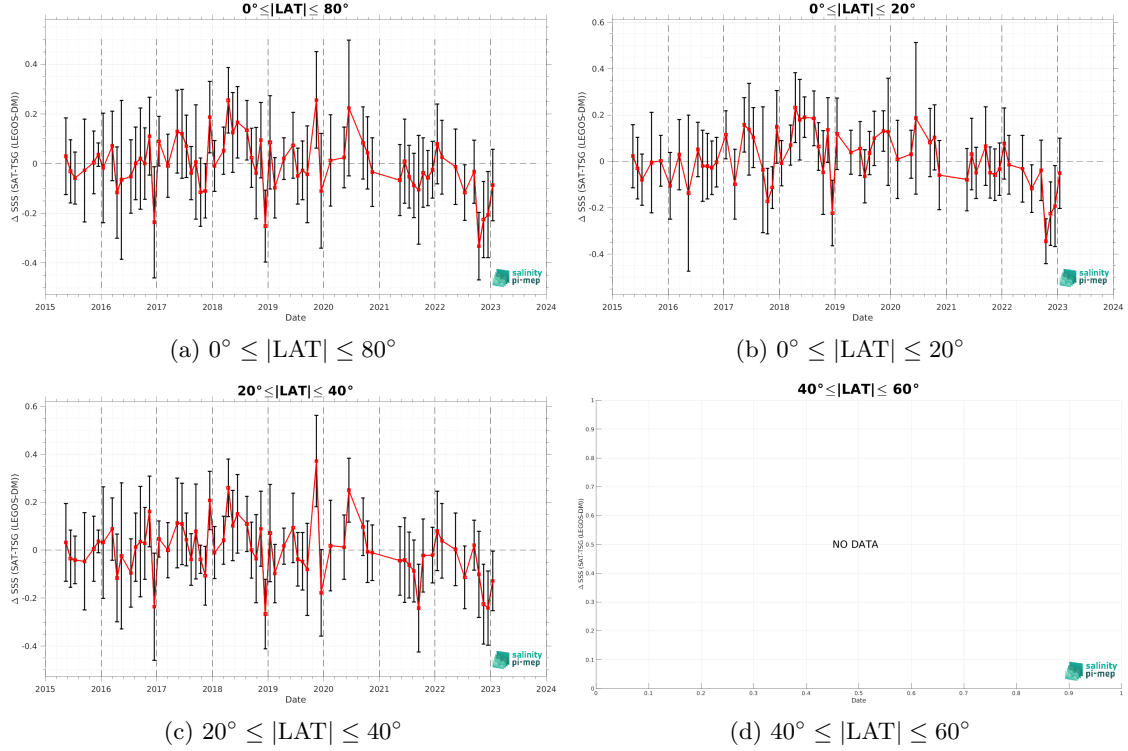 0°≤|LAT|≤ 80°
Δ SSS (SAT-TSG (LEGOS-DM))
0.4
0.2
0
-0.2
-0.4
2015 2016 2017 2018 2019 2020 2021 2022 2023 2024
Date
salinity
pi-mep
(a) 0° ≤ |LAT| ≤ 80°
0°≤|LAT|≤ 20°
Δ SSS (SAT-TSG (LEGOS-DM))
0.6
0.4
0.2
0
-0.2
-0.4
2015 2016 2017 2018 2019 2020 2021 2022 2023 2024
Date
salinity
pi-mep
(b) 0° ≤ |LAT| ≤ 20°
20°≤|LAT|≤ 40°
Δ SSS (SAT-TSG (LEGOS-DM))
0.6
0.4
0.2
0
-0.2
-0.4
2015 2016 2017 2018 2019 2020 2021 2022 2023 2024
Date
salinity
pi-mep
(c) 20° ≤ |LAT| ≤ 40°
40°≤|LAT|≤ 60°
Δ SSS (SAT-TSG (LEGOS-DM))
1
0.9
0.8
0.7
0.6
0.5
0.4
0.3
0.2
0.1
0
NO DATA
0 0.1 0.2 0.3 0.4 0.5 0.6 0.7 0.8 0.9 1
Date
salinity
pi-mep
(d) 40° ≤ |LAT| ≤ 60°